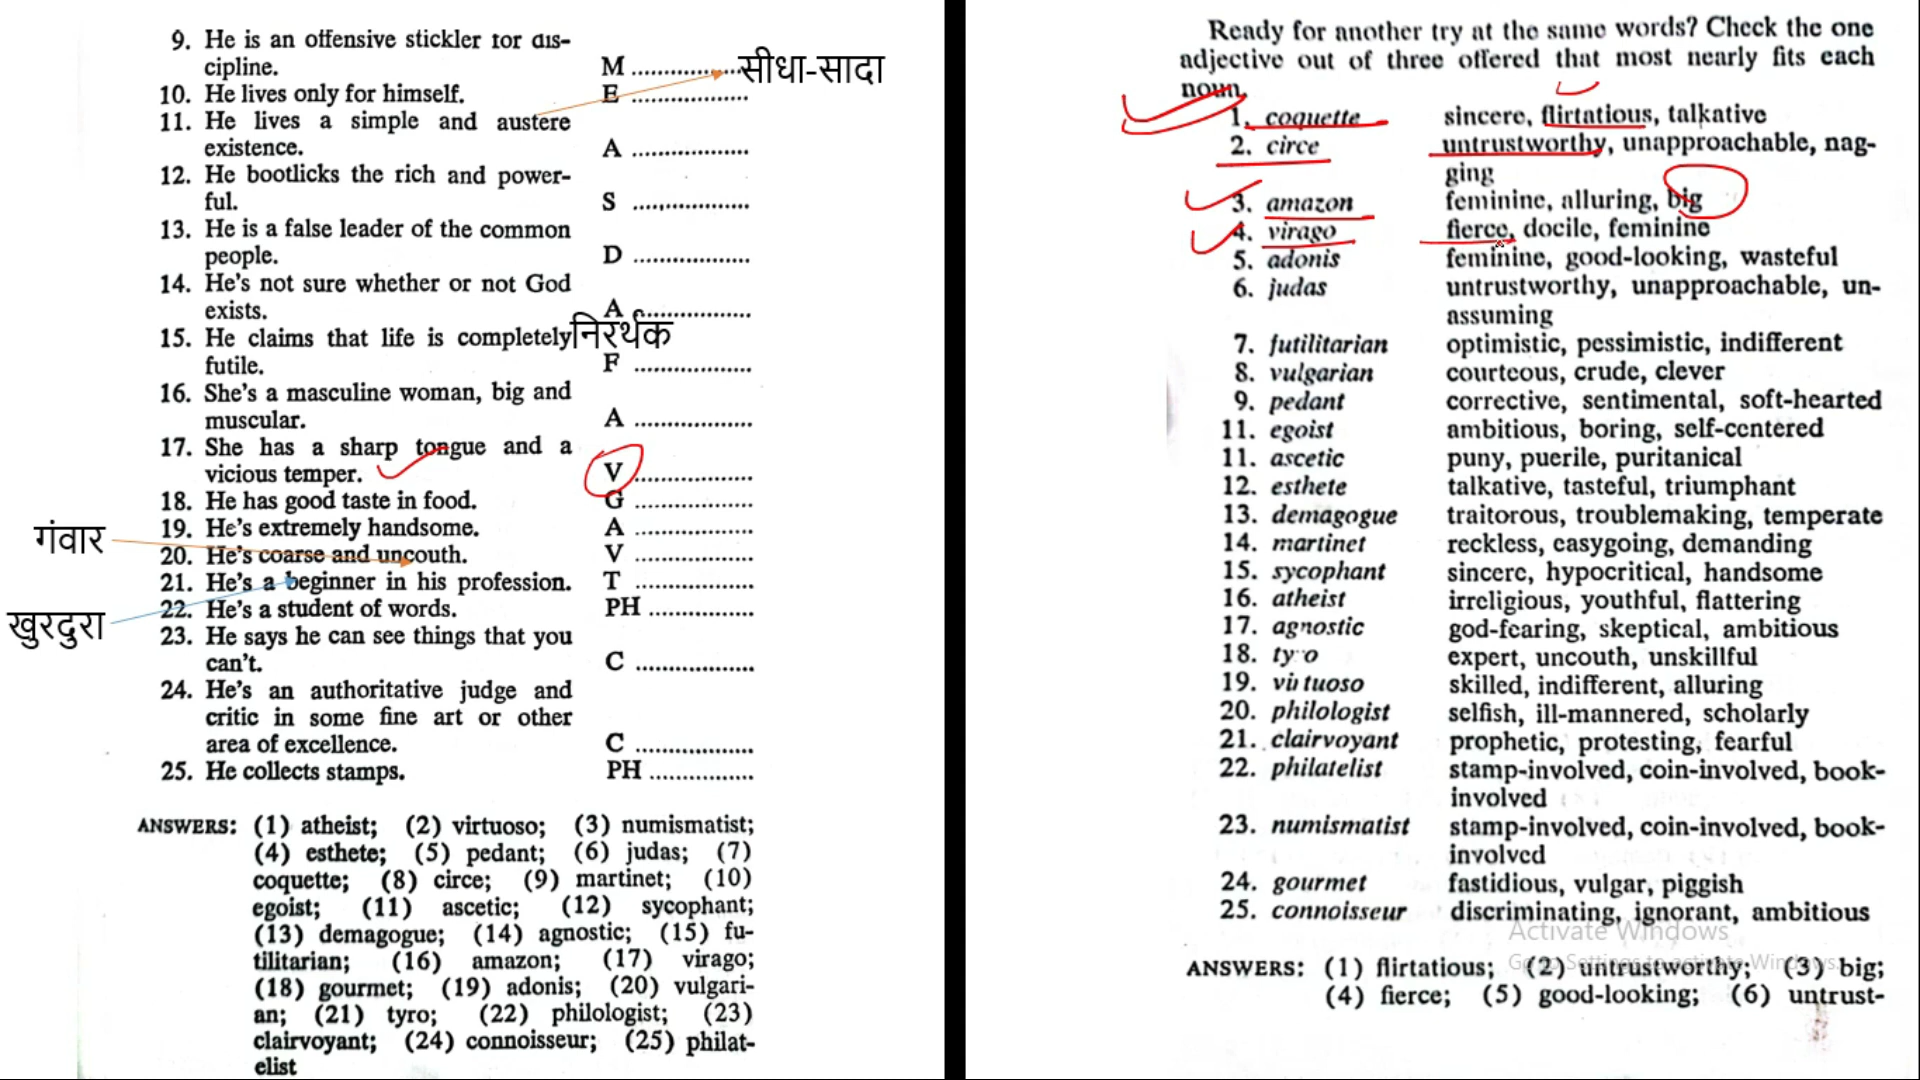 9. He is an offensive stickler for dis-
cipline. M ..................
सीधा-सादा
10. He lives only for himself. E ..................
11. He lives a simple and austere
existence. A ..................
12. He bootlicks the rich and power-
ful. S ..................
13. He is a false leader of the common
people. D ..................
14. He's not sure whether or not God
exists. A ..................
15. He claims that life is completely
निरर्थक
futile. F ..................
16. She's a masculine woman, big and
muscular. A ..................
17. She has a sharp tongue and a
vicious temper. V ..................
18. He has good taste in food. G ..................
19. He's extremely handsome. A ..................
गंवार
20. He's coarse and uncouth. V ..................
21. He's a beginner in his profession. T ..................
खुरदुरा
22. He's a student of words. PH ..................
23. He says he can see things that you
can't. C ..................
24. He's an authoritative judge and
critic in some fine art or other
area of excellence. C ..................
25. He collects stamps. PH ..................
ANSWERS: (1) atheist; (2) virtuoso; (3) numismatist;
(4) esthete; (5) pedant; (6) judas; (7)
coquette; (8) circe; (9) martinet; (10)
egoist; (11) ascetic; (12) sycophant;
(13) demagogue; (14) agnostic; (15) fu-
tilitarian; (16) amazon; (17) virago;
(18) gourmet; (19) adonis; (20) vulgari-
an; (21) tyro; (22) philologist; (23)
clairvoyant; (24) connoisseur; (25) philat-
elist
Ready for another try at the same words? Check the one
adjective out of three offered that most nearly fits each
noun.
1. coquette sincere, flirtatious, talkative
2. circe untrustworthy, unapproachable, nag-
ging
3. amazon feminine, alluring, big
4. virago fierce, docile, feminine
5. adonis feminine, good-looking, wasteful
6. judas untrustworthy, unapproachable, un-
assuming
7. futilitarian optimistic, pessimistic, indifferent
8. vulgarian courteous, crude, clever
9. pedant corrective, sentimental, soft-hearted
11. egoist ambitious, boring, self-centered
11. ascetic puny, puerile, puritanical
12. esthete talkative, tasteful, triumphant
13. demagogue traitorous, troublemaking, temperate
14. martinet reckless, easygoing, demanding
15. sycophant sincere, hypocritical, handsome
16. atheist irreligious, youthful, flattering
17. agnostic god-fearing, skeptical, ambitious
18. tyro expert, uncouth, unskillful
19. virtuoso skilled, indifferent, alluring
20. philologist selfish, ill-mannered, scholarly
21. clairvoyant prophetic, protesting, fearful
22. philatelist stamp-involved, coin-involved, book-
involved
23. numismatist stamp-involved, coin-involved, book-
involved
24. gourmet fastidious, vulgar, piggish
25. connoisseur discriminating, ignorant, ambitious
Activate Windows
Go to Settings to activate Windows.
ANSWERS: (1) flirtatious; (2) untrustworthy; (3) big;
(4) fierce; (5) good-looking; (6) untrust-